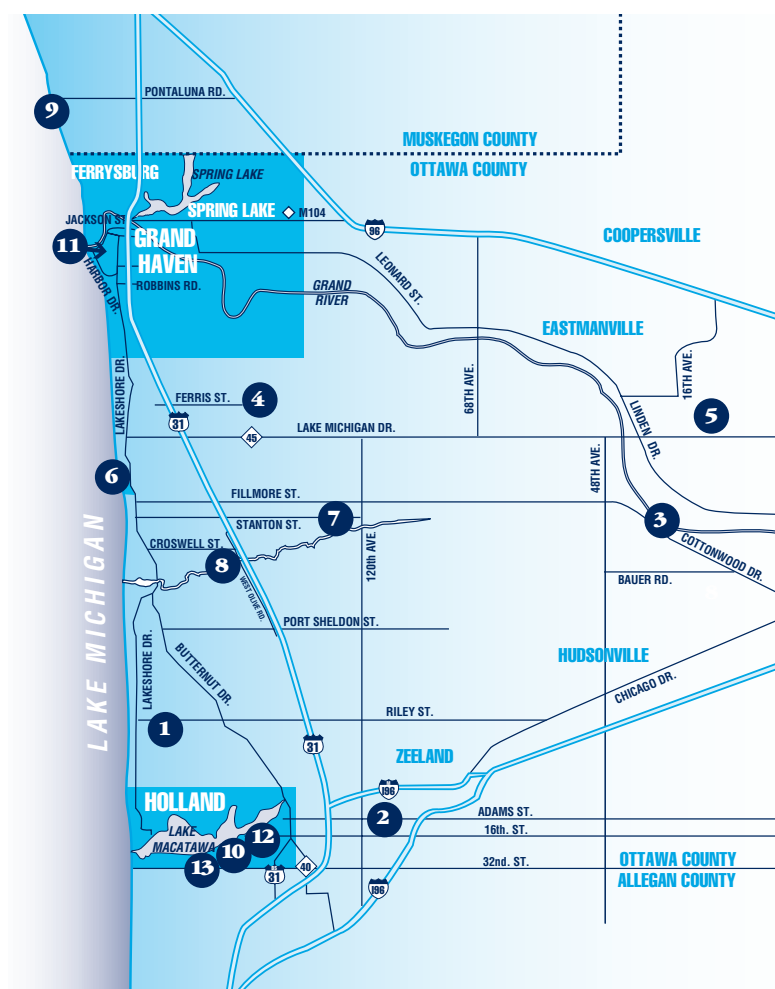 PONTALUNA RD.
9
MUSKEGON COUNTY
OTTAWA COUNTY
FERRYSBURG
SPRING LAKE
SPRING LAKE
M104
JACKSON ST.
96
COOPERSVILLE
11
GRAND
HAVEN
HARBOR DR.
ROBBINS RD.
LEONARD ST.
GRAND
RIVER
EASTMANVILLE
LAKESHORE DR.
68TH AVE.
16TH AVE.
FERRIS ST.
4
31
5
LINDEN DR.
45
LAKE MICHIGAN DR.
48TH AVE.
6
FILLMORE ST.
STANTON ST.
7
3
CROSWELL ST.
8
120th AVE.
COTTONWOOD DR.
WEST OLIVE RD.
BAUER RD.
LAKE MICHIGAN
PORT SHELDON ST.
LAKESHORE DR.
BUTTERNUT DR.
HUDSONVILLE
CHICAGO DR.
RILEY ST.
1
31
ZEELAND
196
HOLLAND
2
ADAMS ST.
LAKE
MACATAWA
12
16th. ST.
10
13
31
40
32nd. ST.
OTTAWA COUNTY
ALLEGAN COUNTY
196